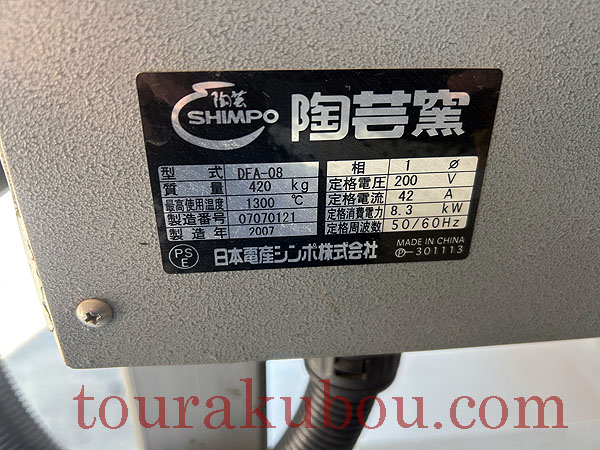 陶芸
SHIMPO
陶芸窯
型式 DFA-08
質量 420 kg
最高使用温度 1300 ℃
製造番号 07070121
製造年 2007
相 1 Ø
定格電圧 200 V
定格電流 42 A
定格消費電力 8.3 kW
定格周波数 50/60Hz
PS
E
日本電産シンポ株式会社
MADE IN CHINA
Ⓟ-301113
tourakubou.com